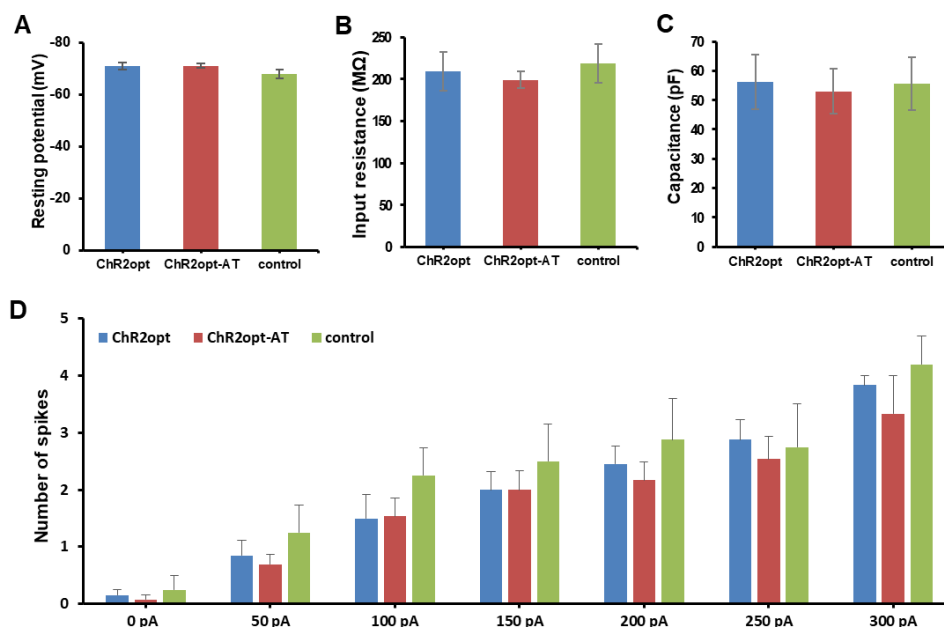 A
Resting potential (mV)
-80
-60
-40
-20
0
ChR2opt ChR2opt-AT control
B
Input resistance (MΩ)
250
200
150
100
50
0
ChR2opt ChR2opt-AT control
C
Capacitance (pF)
70
60
50
40
30
20
10
0
ChR2opt ChR2opt-AT control
D
ChR2opt ChR2opt-AT control
Number of spikes
5
4
3
2
1
0
0 pA 50 pA 100 pA 150 pA 200 pA 250 pA 300 pA